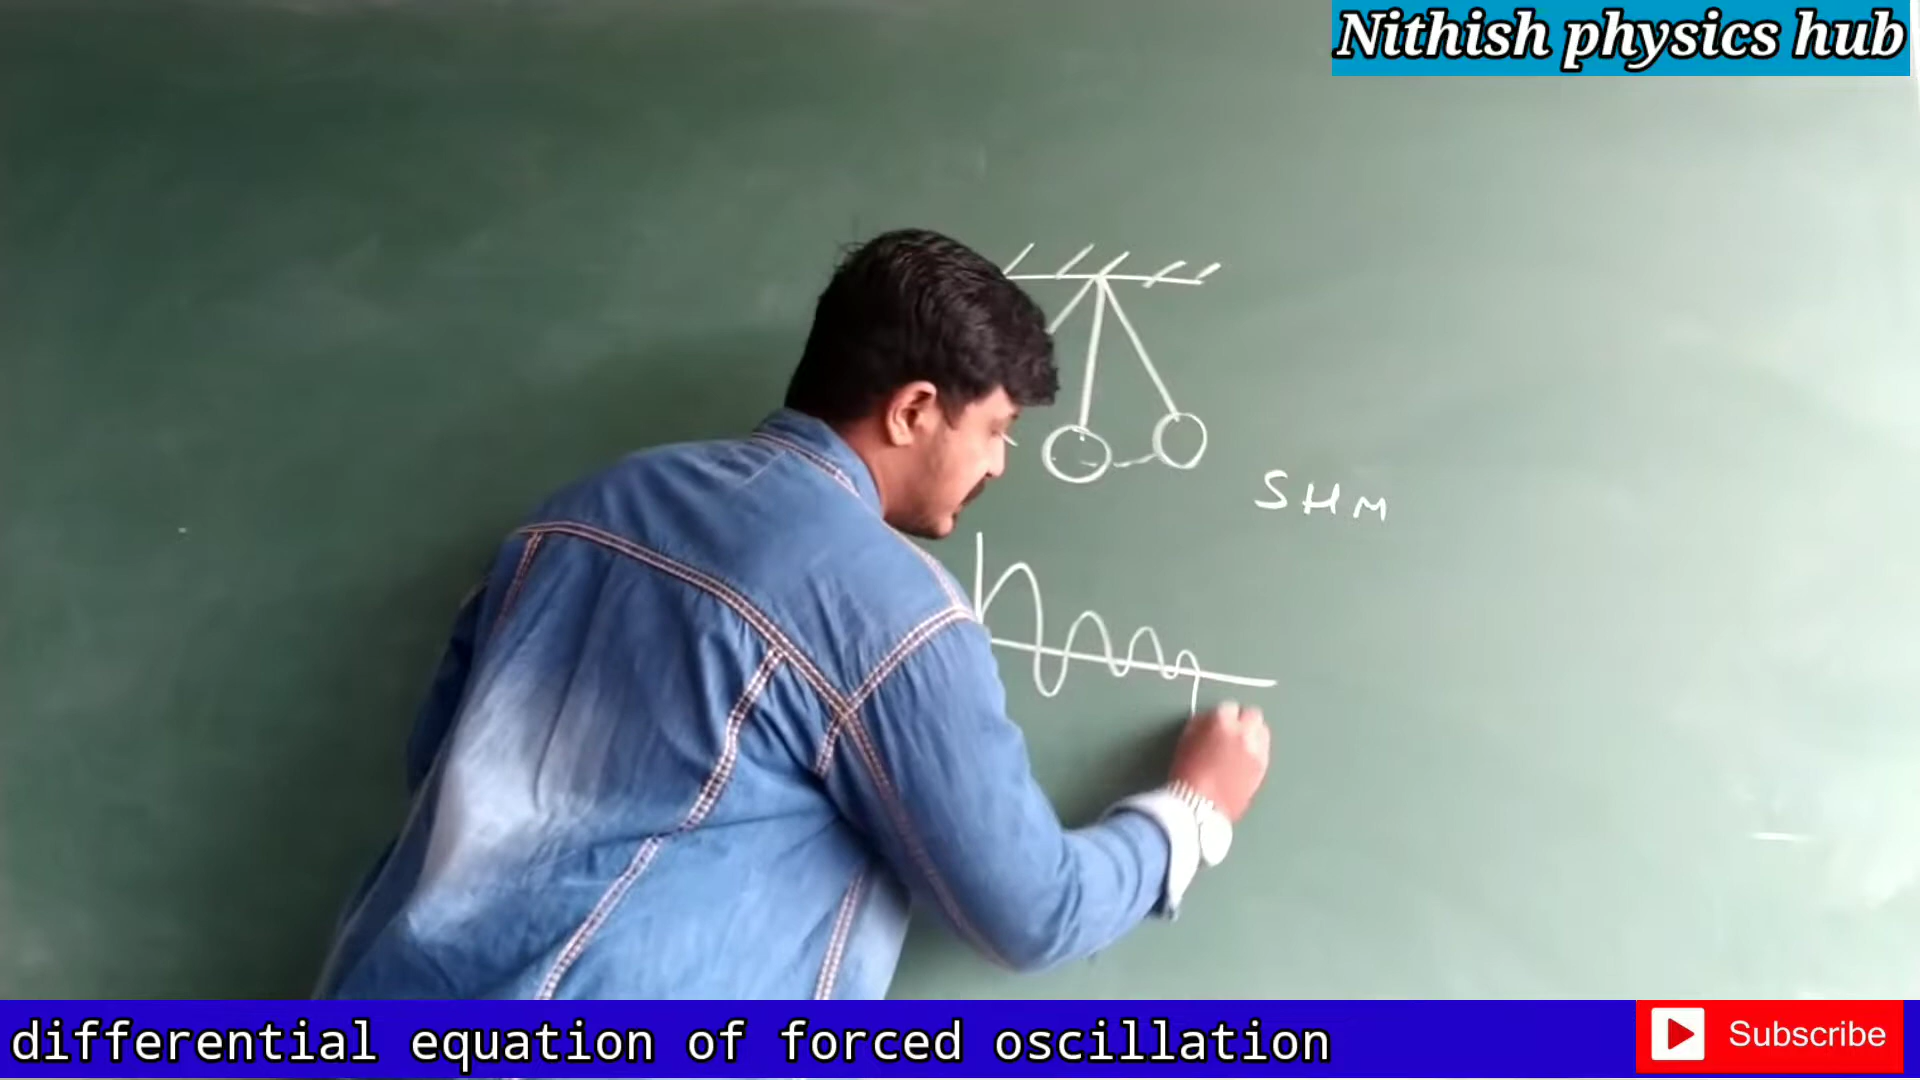 Nithish physics hub
SHM
differential equation of forced oscillation
Subscribe